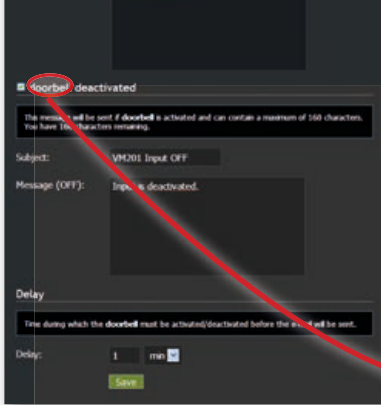 doorbell deactivated
This message will be sent if doorbell is activated and can contain a maximum of 160 characters.
You have 160 characters remaining.
Subject: VM201 Input OFF
Message (OFF): Input is deactivated.
Delay
Time during which the doorbell must be activated/deactivated before the e-mail will be sent.
Delay: 1 min
Save